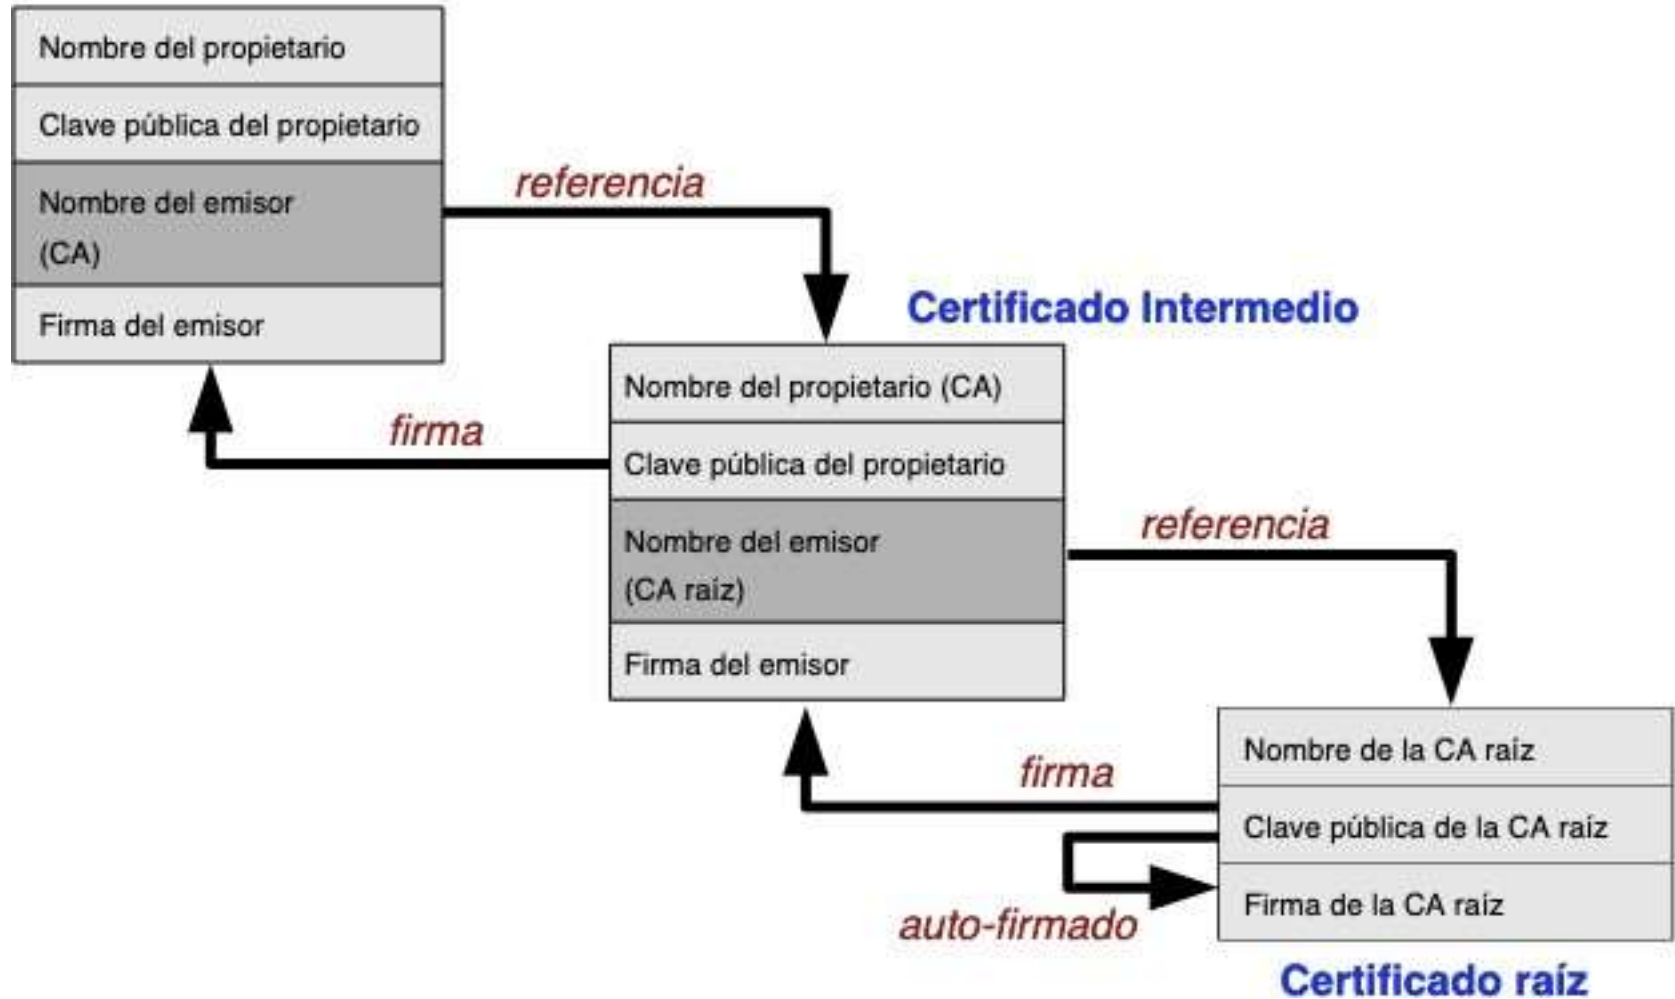 Nombre del propietario
Clave pública del propietario
Nombre del emisor
(CA)
Firma del emisor
referencia
firma
Certificado Intermedio
Nombre del propietario (CA)
Clave pública del propietario
Nombre del emisor
(CA raíz)
Firma del emisor
referencia
firma
auto-firmado
Nombre de la CA raíz
Clave pública de la CA raíz
Firma de la CA raíz
Certificado raíz